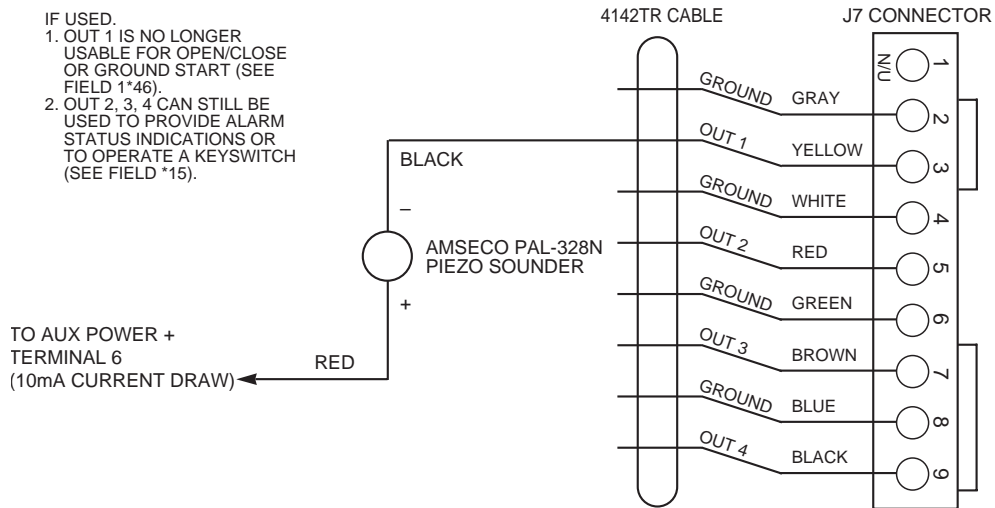 IF USED.
1. OUT 1 IS NO LONGER
USABLE FOR OPEN/CLOSE
OR GROUND START (SEE
FIELD 1*46).
2. OUT 2, 3, 4 CAN STILL BE
USED TO PROVIDE ALARM
STATUS INDICATIONS OR
TO OPERATE A KEYSWITCH
(SEE FIELD *15).
4142TR CABLE
J7 CONNECTOR
N/U
1
GROUND
GRAY
2
BLACK
OUT 1
YELLOW
3
GROUND
WHITE
4
–
AMSECO PAL-328N
PIEZO SOUNDER
+
OUT 2
RED
5
GROUND
GREEN
6
TO AUX POWER +
TERMINAL 6
(10mA CURRENT DRAW)
RED
OUT 3
BROWN
7
GROUND
BLUE
8
OUT 4
BLACK
9